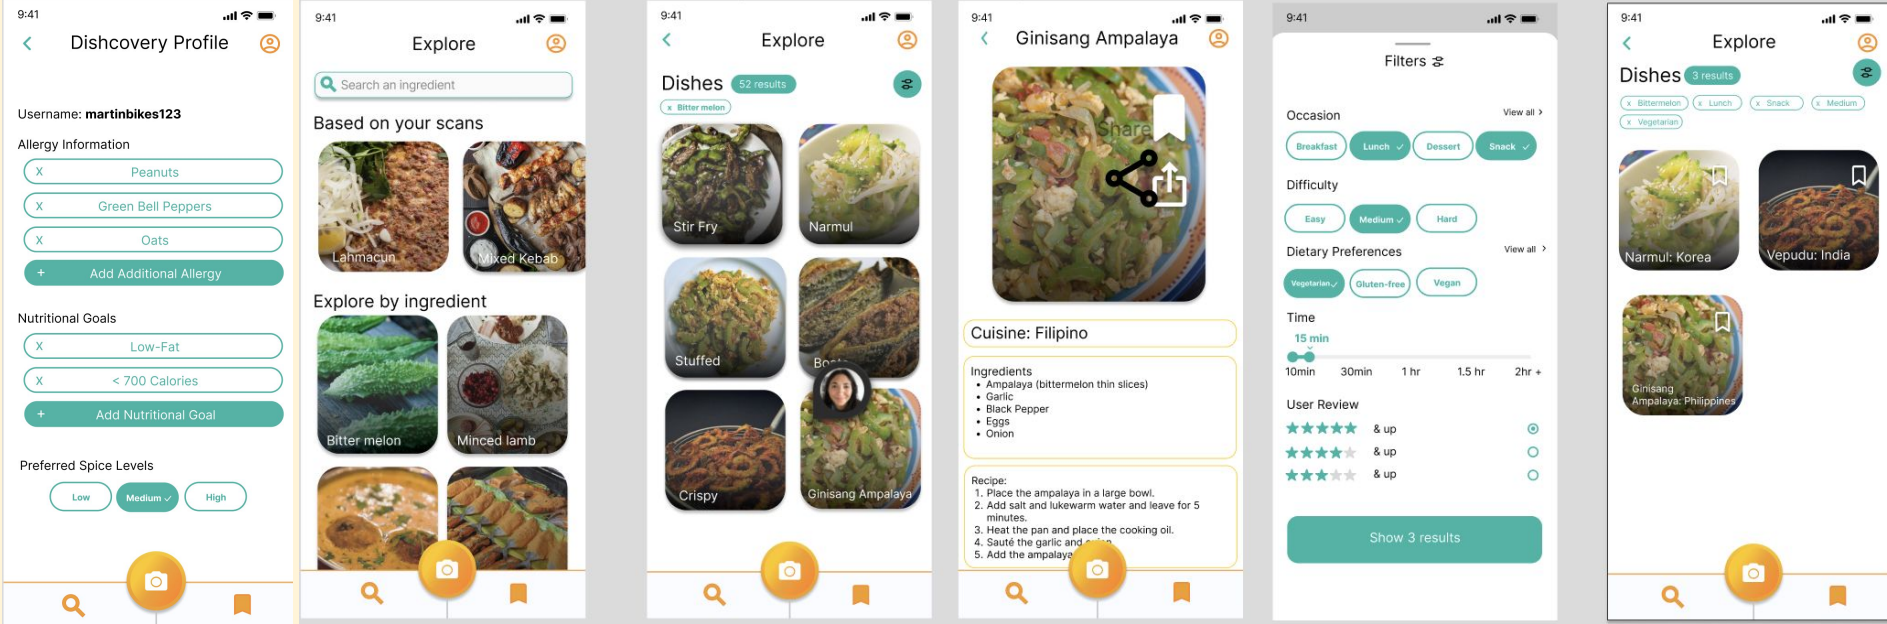 9:41
Dishcovery Profile
Username: martinbikes123
Allergy Information
x Peanuts
x Green Bell Peppers
x Oats
+ Add Additional Allergy
Nutritional Goals
x Low-Fat
x < 700 Calories
+ Add Nutritional Goal
Preferred Spice Levels
Low Medium ✓ High
9:41
Explore
Search an ingredient
Based on your scans
Lahmacun Mixed Kebab
Explore by ingredient
Bitter melon Minced lamb
9:41
Explore
Dishes 52 results
x Bitter melon
Stir Fry Narmul
Stuffed
Crispy Ginisang Ampalaya
9:41
Ginisang Ampalaya
Share
Cuisine: Filipino
Ingredients
• Ampalaya (bittermelon thin slices)
• Garlic
• Black Pepper
• Eggs
• Onion
Recipe:
1. Place the ampalaya in a large bowl.
2. Add salt and lukewarm water and leave for 5
minutes.
3. Heat the pan and place the cooking oil.
4. Sauté the garlic and
5. Add the ampalaya
9:41
Filters
Occasion View all >
Breakfast Lunch ✓ Dessert Snack ✓
Difficulty
Easy Medium ✓ Hard
Dietary Preferences View all >
Vegetarian ✓ Gluten-free Vegan
Time
15 min
10min 30min 1 hr 1.5 hr 2hr +
User Review
& up
& up
& up
Show 3 results
9:41
Explore
Dishes 3 results
x Bittermelon x Lunch x Snack x Medium
x Vegetarian
Narmul: Korea Vepudu: India
Ginisang
Ampalaya: Philippines